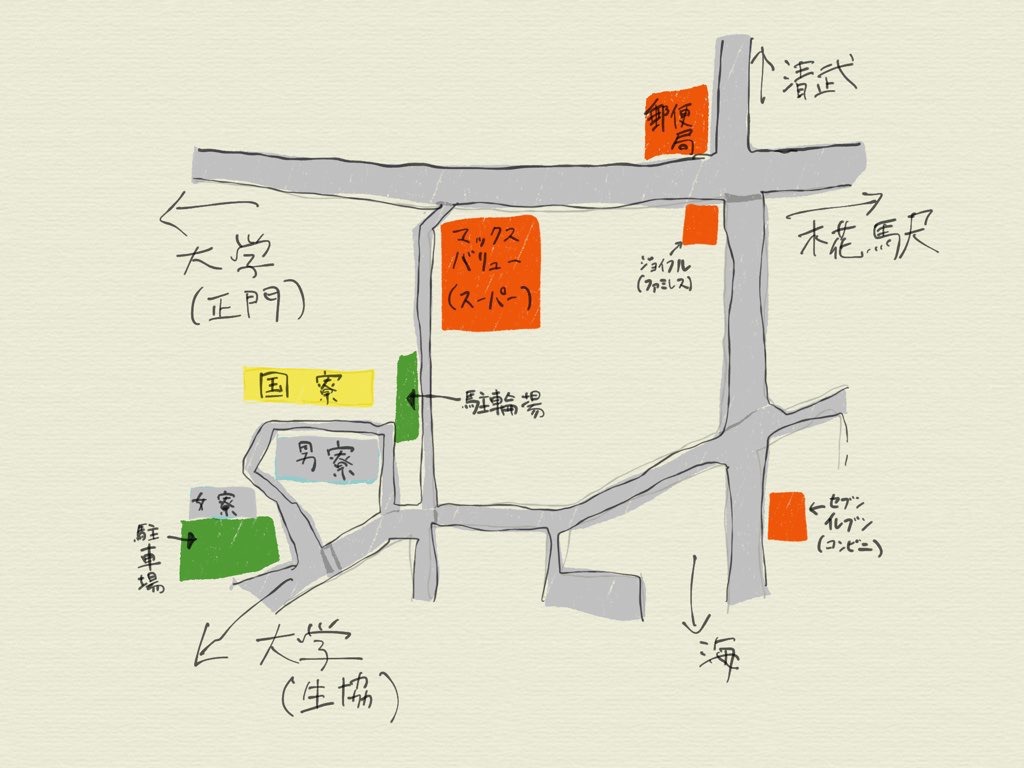 清武
郵便
局
大学
(正門)
マックス
バリュー
(スーパー)
ジョイフル
(ファミレス)
木花駅
国寮
駐輪場
男寮
女寮
駐
車
場
セブン
イレブン
(コンビニ)
大学
(生協)
海